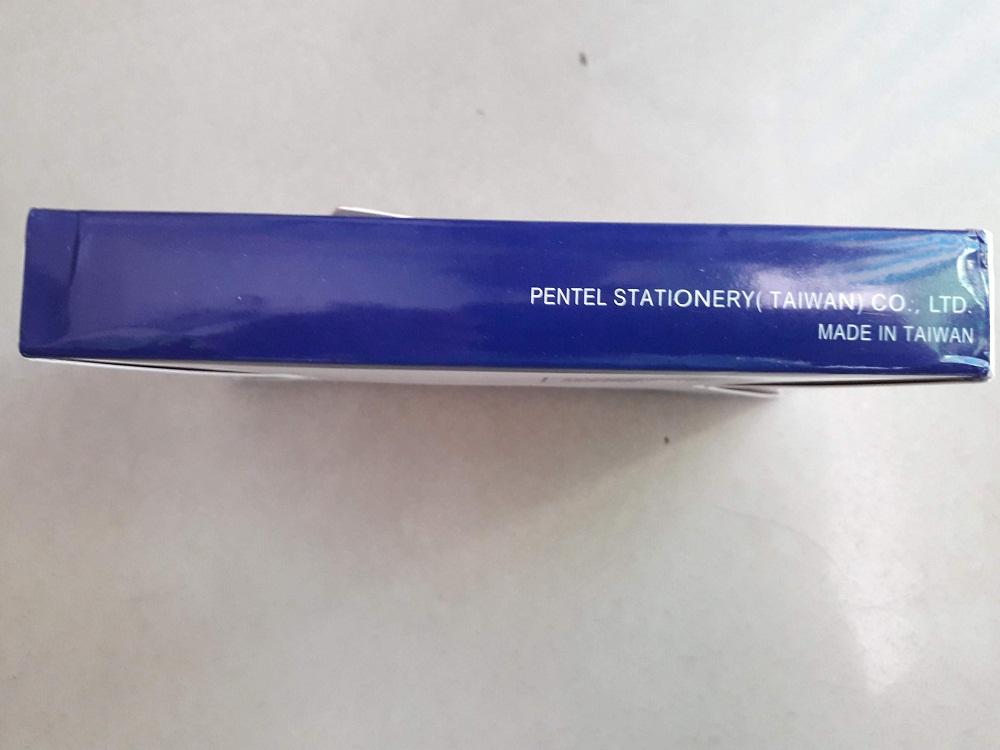 PENTEL STATIONERY( TAIWAN) CO., LTD.
MADE IN TAIWAN